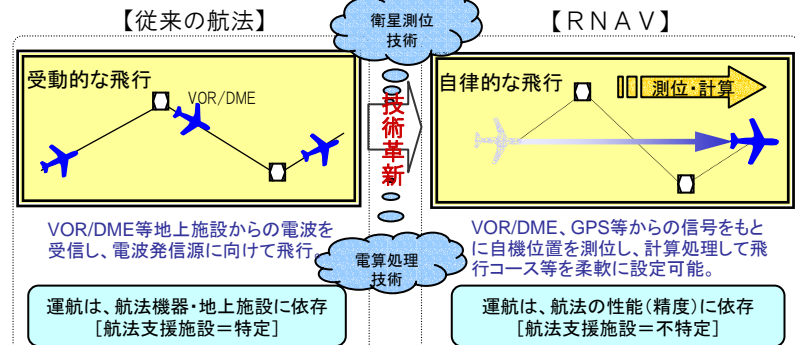 【従来の航法】
衛星測位
技術
【RNAV】
受動的な飛行
VOR/DME
技術革新
自律的な飛行
測位・計算
VOR/DME等地上施設からの電波を
受信し、電波発信源に向けて飛行。
電算処理
技術
VOR/DME、GPS等からの信号をもと
に自機位置を測位し、計算処理して飛
行コース等を柔軟に設定可能。
運航は、航法機器・地上施設に依存
[航法支援施設=特定]
運航は、航法の性能(精度)に依存
[航法支援施設=不特定]